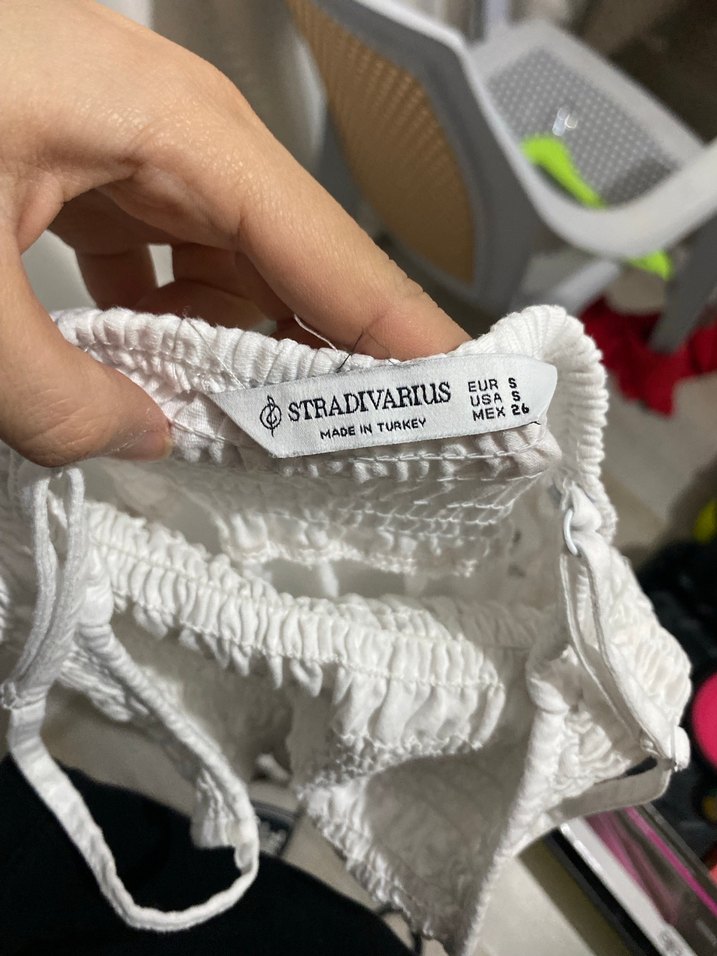 STRADIVARIUS
MADE IN TURKEY
EUR S
USA S
MEX 26